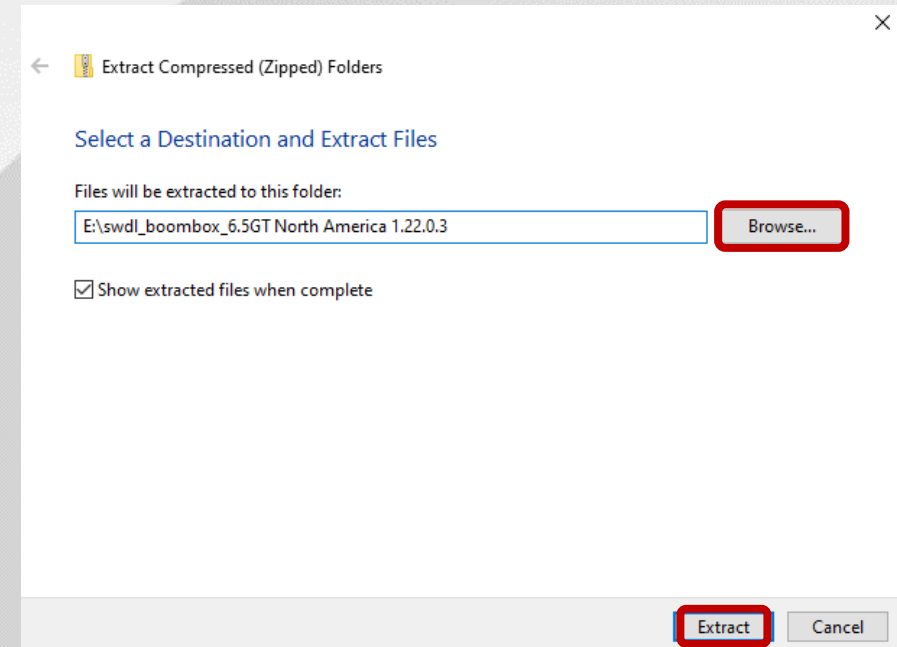 Extract Compressed (Zipped) Folders
Select a Destination and Extract Files
Files will be extracted to this folder:
E:\swdl_boombox_6.5GT North America 1.22.0.3
Browse...
Show extracted files when complete
Extract
Cancel